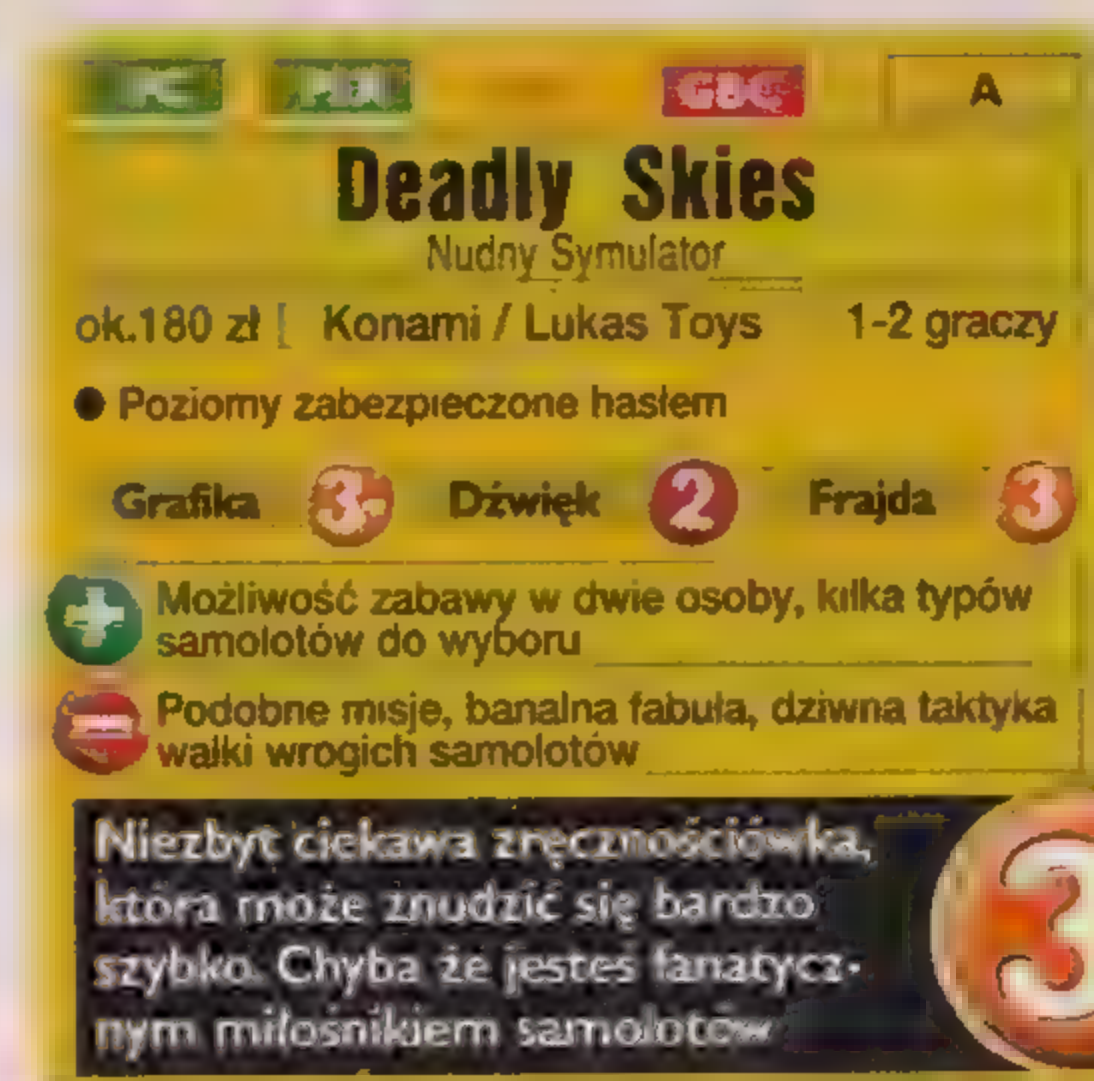 GBC A
Deadly Skies
Nudny Symulator
ok.180 zł [ Konami / Lukas Toys 1-2 graczy
● Poziomy zabezpieczone hasłem
Grafika 3- Dźwięk 2 Frajda 3
Możliwość zabawy w dwie osoby, kilka typów
samolotów do wyboru
Podobne misje, banalna fabuła, dziwna taktyka
walki wrogich samolotów
Niezbyt ciekawa zręcznościówka,
która może znudzić się bardzo
szybko. Chyba że jesteś fanatycz-
nym miłośnikiem samolotów
3